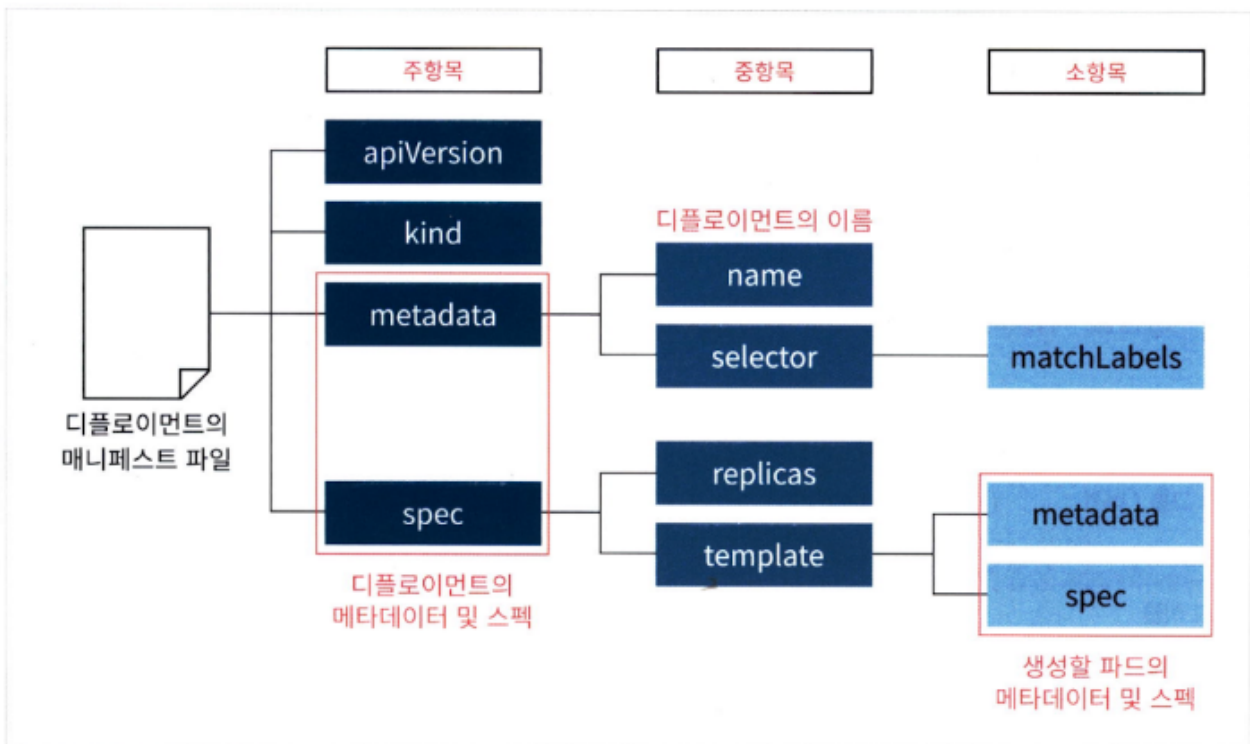 주항목
중항목
소항목
apiVersion
kind
디플로이먼트의 이름
name
metadata
selector
matchLabels
디플로이먼트의
매니페스트 파일
replicas
spec
metadata
template
spec
디플로이먼트의
메타데이터 및 스펙
생성할 파드의
메타데이터 및 스펙